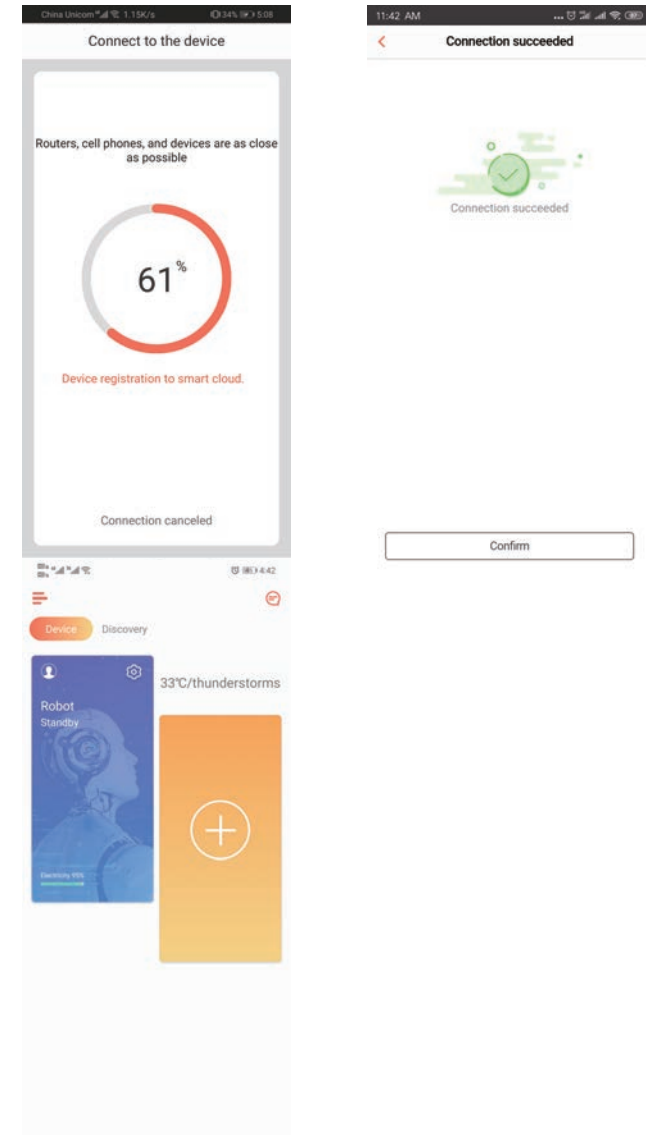 China Unicom 1.15K/s 34% 5:08
Connect to the device
Routers, cell phones, and devices are as close
as possible
61%
Device registration to smart cloud.
Connection canceled
4:42
Device Discovery
33℃/thunderstorms
Robot
Standby
Electricity 95%
11:42 AM ...
Connection succeeded
Connection succeeded
Confirm